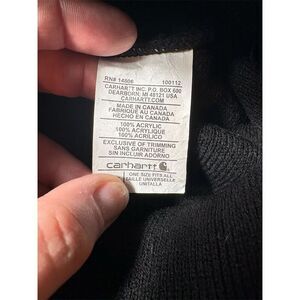 RN# 14806 100112
CARHARTT INC. P.O. BOX 600
DEARBORN, MI 48121 USA
CARHARTT.COM
MADE IN CANADA
FABRIQUÉ AU CANADA
HECHO EN CANADA
100% ACRYLIC
100% ACRYLIQUE
100% ACRILICO
EXCLUSIVE OF TRIMMING
SANS GARNITURE
SIN INCLUIR ADORNO
carhartt
ONE SIZE FITS ALL
TAILLE UNIVERSELLE
UNITALLA